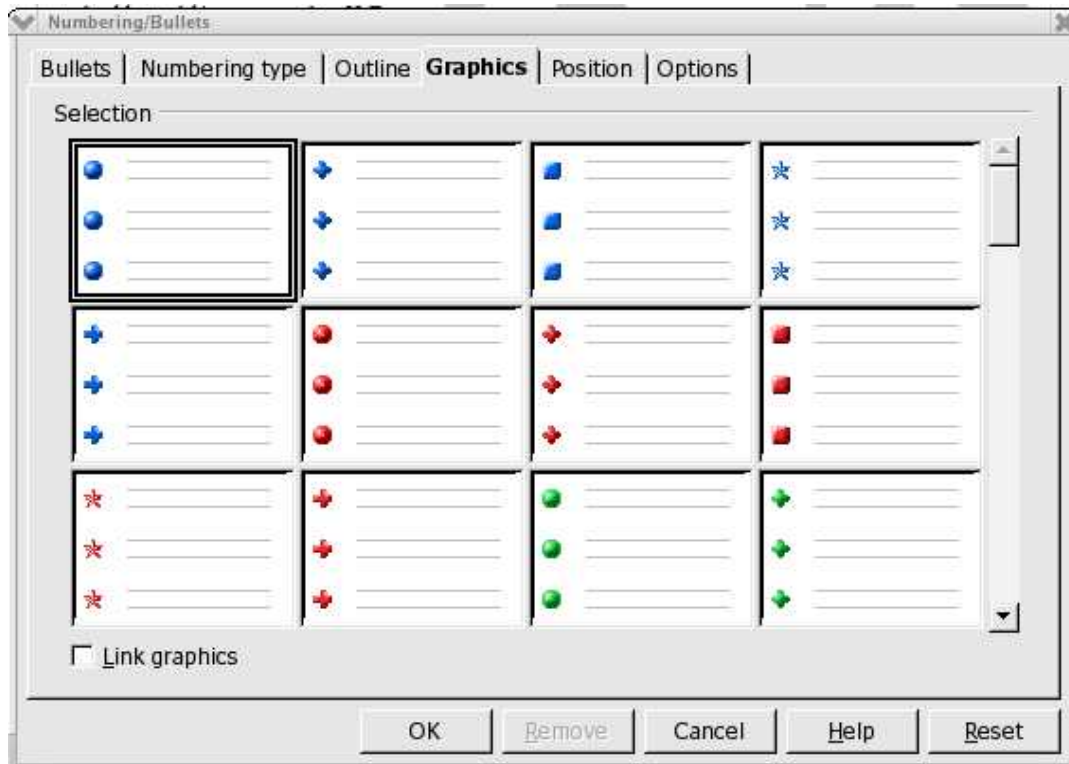 Numbering/Bullets
Bullets Numbering type Outline Graphics Position Options
Selection
Link graphics
OK Remove Cancel Help Reset